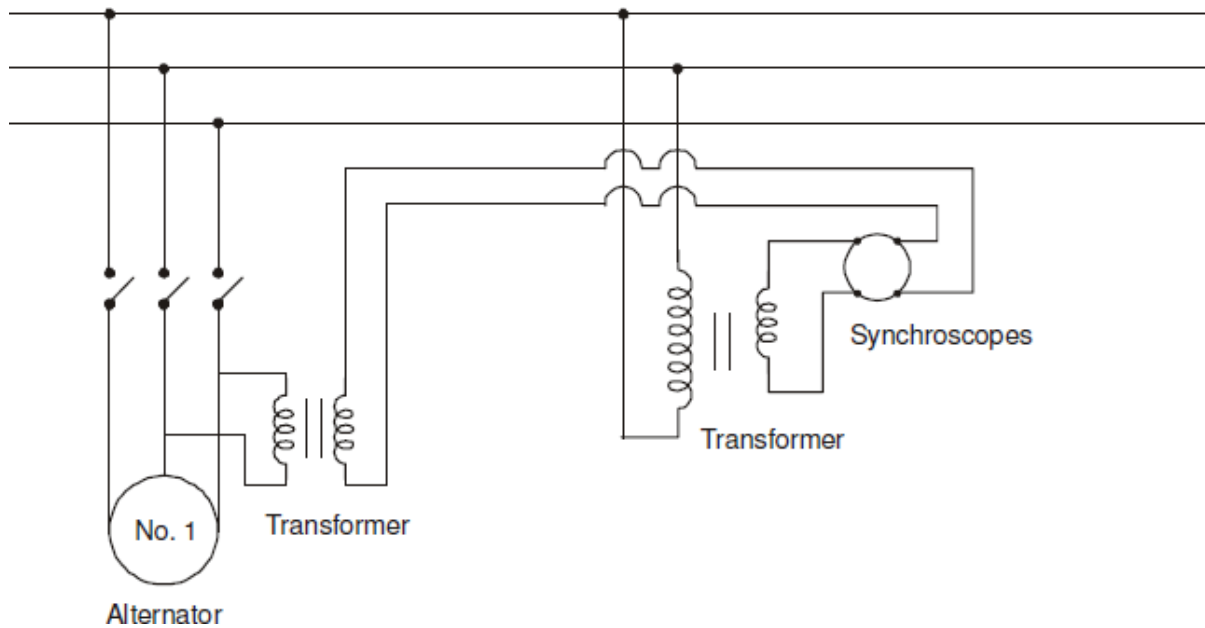 Synchroscopes
Transformer
No. 1
Transformer
Alternator